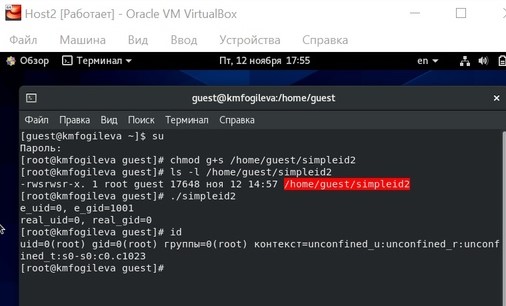 Host2 [Работает] - Oracle VM VirtualBox
Файл Машина Вид Ввод Устройства Справка
Обзор Терминал Пт, 12 ноября 17:55 en
guest@kmfogileva:/home/guest
Файл Правка Вид Поиск Терминал Справка
[guest@kmfogileva ~]$ su
Пароль:
[root@kmfogileva guest]# chmod g+s /home/guest/simpleid2
[root@kmfogileva guest]# ls -l /home/guest/simpleid2
-rwsrwsr-x. 1 root guest 17648 ноя 12 14:57 /home/guest/simpleid2
[root@kmfogileva guest]# ./simpleid2
e_uid=0, e_gid=1001
real_uid=0, real_gid=0
[root@kmfogileva guest]# id
uid=0(root) gid=0(root) группы=0(root) контекст=unconfined_u:unconfined_r:unconf
ined_t:s0-s0:c0.c1023
[root@kmfogileva guest]#